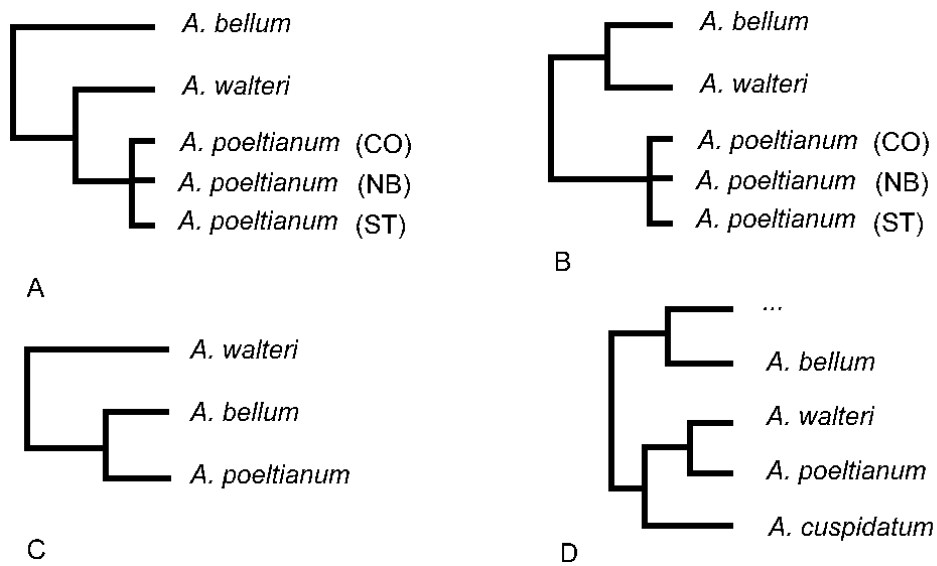 A. bellum
A. walteri
A. poeltianum (CO)
A. poeltianum (NB)
A. poeltianum (ST)
A
A. bellum
A. walteri
A. poeltianum (CO)
A. poeltianum (NB)
A. poeltianum (ST)
B
A. walteri
A. bellum
A. poeltianum
C
...
A. bellum
A. walteri
A. poeltianum
A. cuspidatum
D